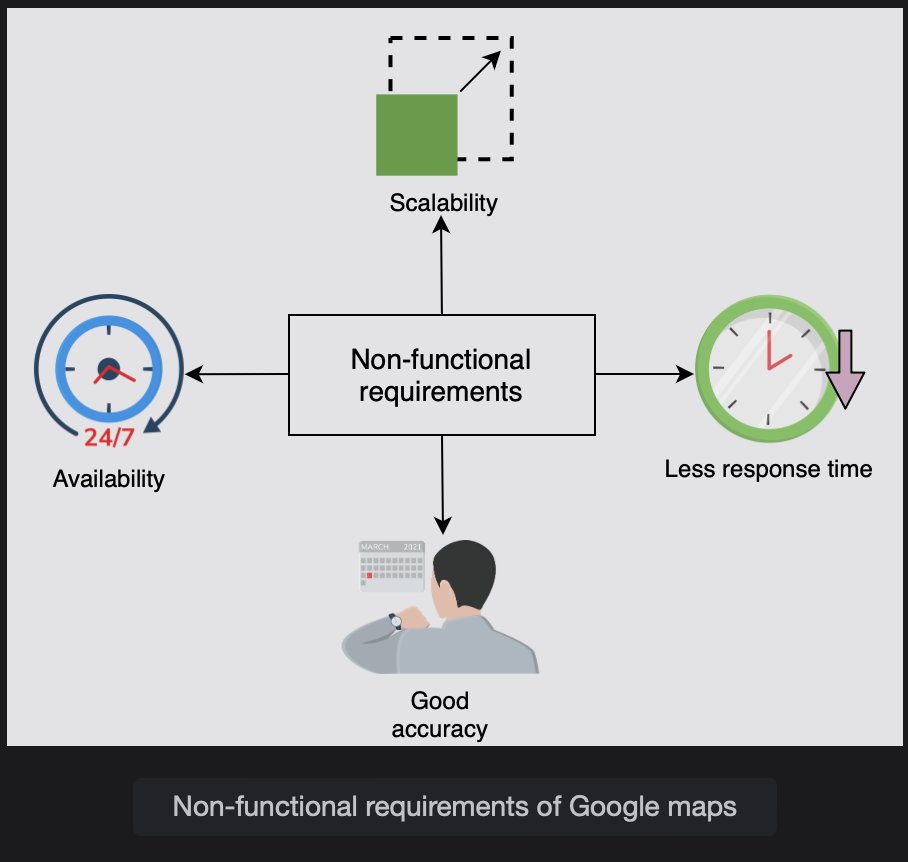 Scalability
Non-functional
requirements
24/7
Availability
Less response time
MARCH 2021
Good
accuracy
Non-functional requirements of Google maps